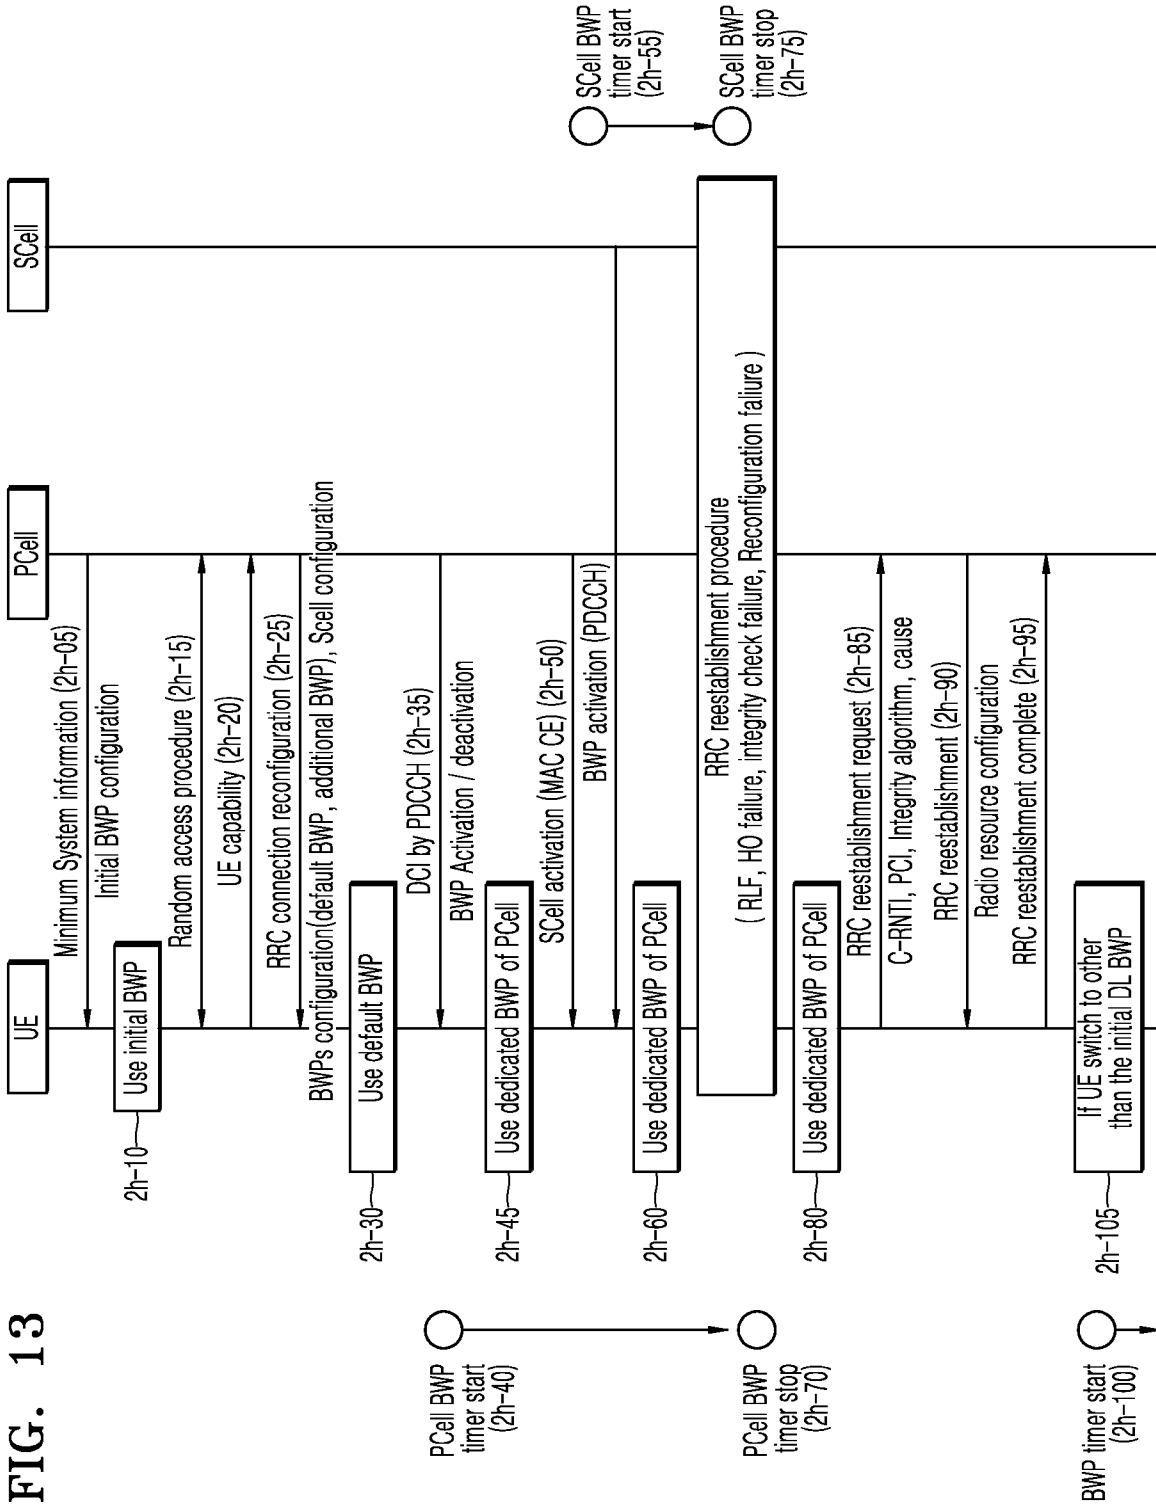 FIG. 13
UE
PCell
SCell
Minimum System information (2h-05)
Initial BWP configuration
2h-10
Use initial BWP
Random access procedure (2h-15)
UE capability (2h-20)
RRC connection reconfiguration (2h-25)
BWPs configuration(default BWP, additional BWP), Scell configuration
2h-30
Use default BWP
PCell BWP
timer start
(2h-40)
DCI by PDCCH (2h-35)
BWP Activation / deactivation
2h-45
Use dedicated BWP of PCell
SCell activation (MAC CE) (2h-50)
SCell BWP
timer start
(2h-55)
BWP activation (PDCCH)
2h-60
Use dedicated BWP of PCell
RRC reestablishment procedure
( RLF, HO failure, integrity check failure, Reconfiguration faliure )
SCell BWP
timer stop
(2h-75)
PCell BWP
timer stop
(2h-70)
2h-80
Use dedicated BWP of PCell
RRC reestablishment request (2h-85)
C-RNTI, PCI, Integrity algorithm, cause
RRC reestablishment (2h-90)
Radio resource configuration
RRC reestablishment complete (2h-95)
BWP timer start
(2h-100)
2h-105
If UE switch to other
than the initial DL BWP